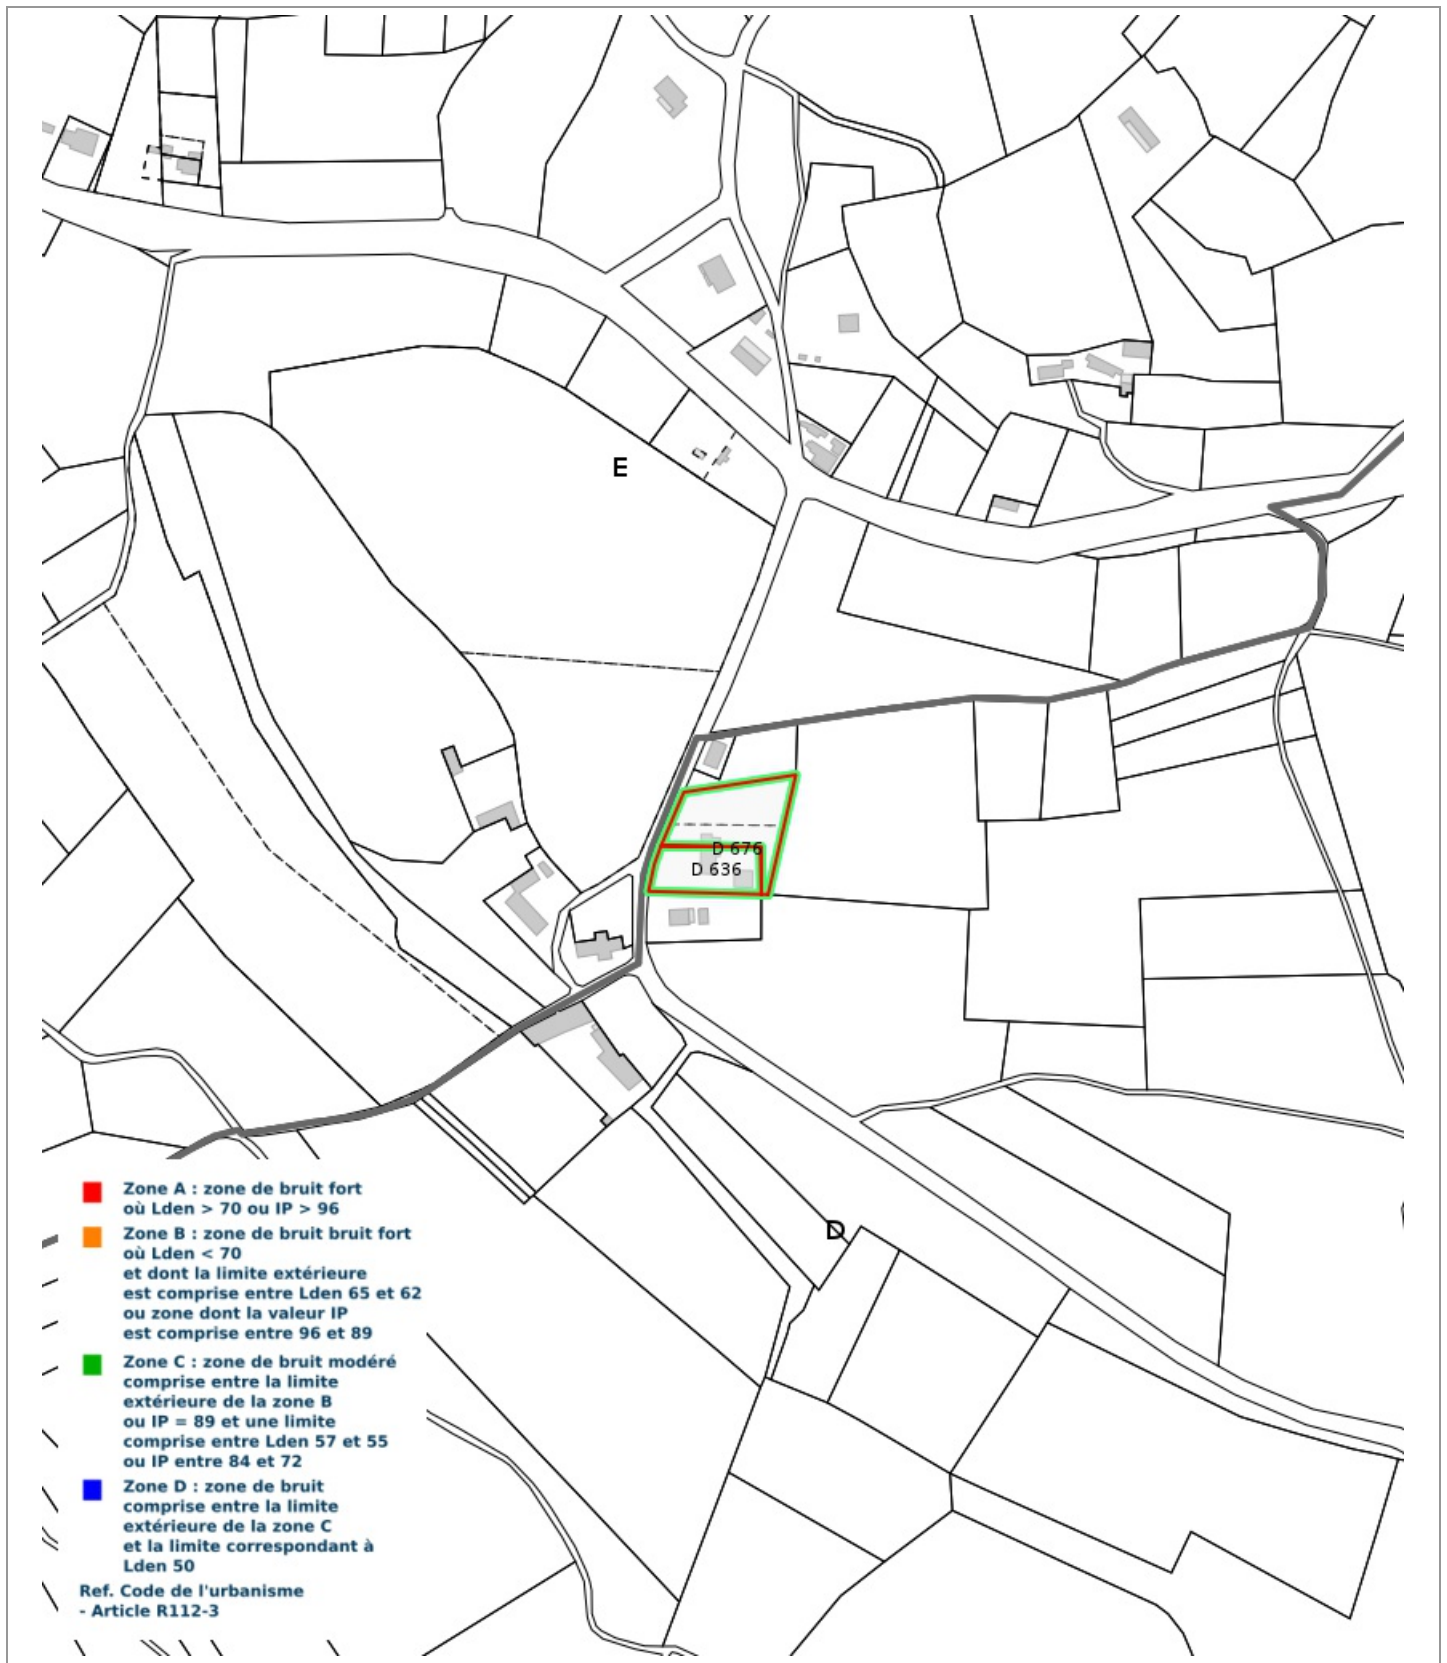 E
D 676
D 636
Zone A : zone de bruit fort
où Lden > 70 ou IP > 96
Zone B : zone de bruit bruit fort
où Lden < 70
et dont la limite extérieure
est comprise entre Lden 65 et 62
ou zone dont la valeur IP
est comprise entre 96 et 89
D
Zone C : zone de bruit modéré
comprise entre la limite
extérieure de la zone B
ou IP = 89 et une limite
comprise entre Lden 57 et 55
ou IP entre 84 et 72
Zone D : zone de bruit
comprise entre la limite
extérieure de la zone C
et la limite correspondant à
Lden 50
Ref. Code de l'urbanisme
- Article R112-3